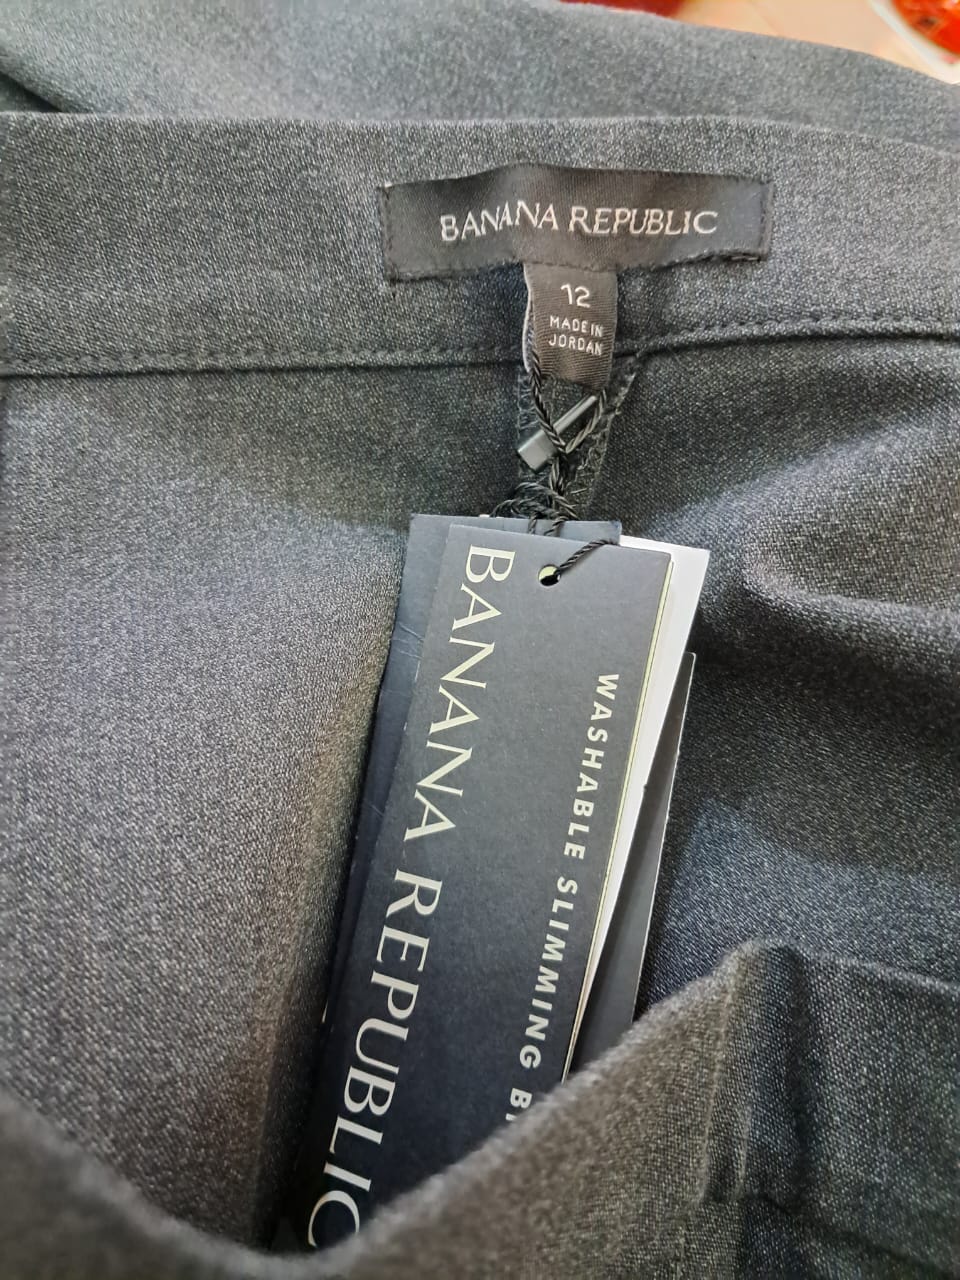 BANANA REPUBLIC
12
MADE IN
JORDAN
BANANA REPUBLIC
WASHABLE SLIMMING